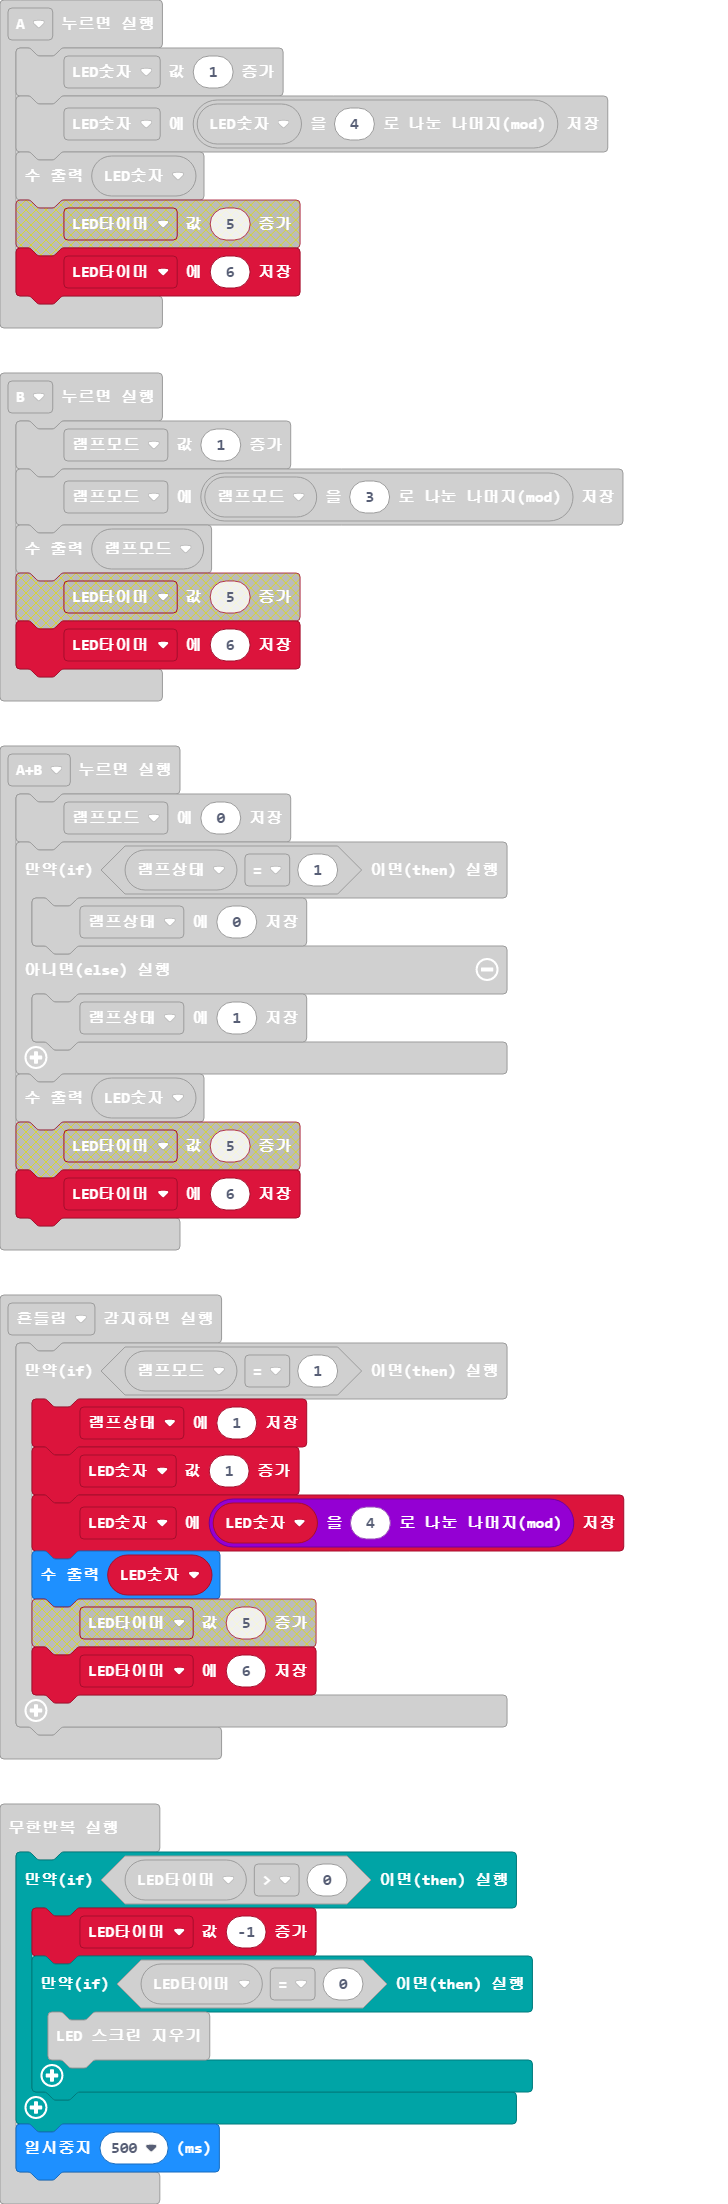 A 누르면 실행
LED숫자 값 1 증가
LED숫자 에 LED숫자 을 4 로 나눈 나머지(mod) 저장
수 출력 LED숫자
LED타이머 값 5 증가
LED타이머 에 6 저장
B 누르면 실행
램프모드 값 1 증가
램프모드 에 램프모드 을 3 로 나눈 나머지(mod) 저장
수 출력 램프모드
LED타이머 값 5 증가
LED타이머 에 6 저장
A+B 누르면 실행
램프모드 에 0 저장
만약(if) 램프상태 = 1 이면(then) 실행
램프상태 에 0 저장
아니면(else) 실행
램프상태 에 1 저장
수 출력 LED숫자
LED타이머 값 5 증가
LED타이머 에 6 저장
흔들림 감지하면 실행
만약(if) 램프모드 = 1 이면(then) 실행
램프상태 에 1 저장
LED숫자 값 1 증가
LED숫자 에 LED숫자 을 4 로 나눈 나머지(mod) 저장
수 출력 LED숫자
LED타이머 값 5 증가
LED타이머 에 6 저장
무한반복 실행
만약(if) LED타이머 > 0 이면(then) 실행
LED타이머 값 -1 증가
만약(if) LED타이머 = 0 이면(then) 실행
LED 스크린 지우기
일시중지 500 (ms)